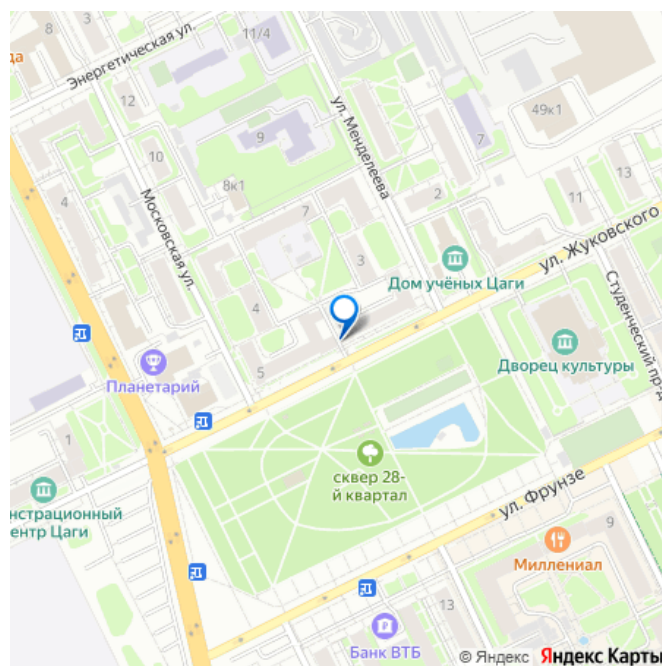 8
11/4
да
Энергетическая ул.
12
49к1
9
7
10
ул. Менделеева
4
8к1
13
11
2
Московская ул.
7
ул. Жуковского
3
Дом учёных Цаги
4
Студенческий пр-д
5
Планетарий
Дворец культуры
1
сквер 28-
й квартал
нстрационный
ентр Цаги
ул. Фрунзе
9
Миллениал
13
Банк ВТБ
© Яндекс Яндекс Карты